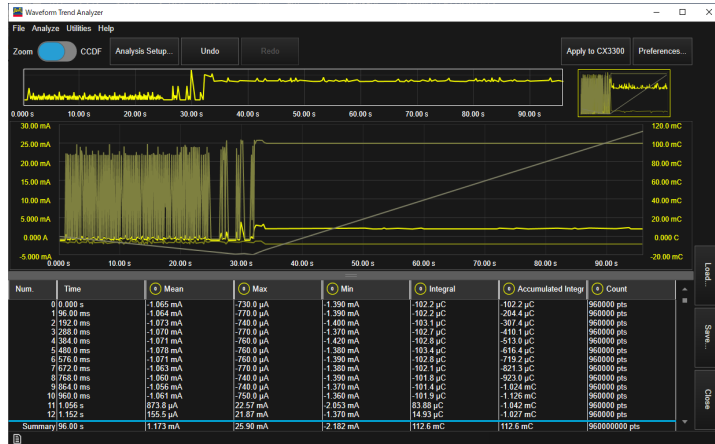 Waveform Trend Analyzer
File Analyze Utilities Help
Zoom CCDF Analysis Setup... Undo Redo Apply to CX3300 Preferences...
0.000 s 10.00 s 20.00 s 30.00 s 40.00 s 50.00 s 60.00 s 70.00 s 80.00 s 90.00 s
30.00 mA 120.0 mC
25.00 mA 100.0 mC
20.00 mA 80.00 mC
15.00 mA 60.00 mC
10.00 mA 40.00 mC
5.000 mA 20.00 mC
0.000 A 0.000 C
-5.000 mA -20.00 mC
0.000 s 10.00 s 20.00 s 30.00 s 40.00 s 50.00 s 60.00 s 70.00 s 80.00 s 90.00 s
Num. Time Mean Max Min Integral Accumulated Integr Count
0 0.000 s -1.065 mA -730.0 µA -1.390 mA -102.2 µC -102.2 µC 960000 pts
1 96.00 ms -1.064 mA -770.0 µA -1.390 mA -102.2 µC -204.4 µC 960000 pts
2 192.0 ms -1.073 mA -740.0 µA -1.400 mA -103.1 µC -307.4 µC 960000 pts
3 288.0 ms -1.070 mA -770.0 µA -1.370 mA -102.7 µC -410.1 µC 960000 pts
4 384.0 ms -1.071 mA -760.0 µA -1.420 mA -102.8 µC -513.0 µC 960000 pts
5 480.0 ms -1.078 mA -760.0 µA -1.380 mA -103.4 µC -616.4 µC 960000 pts
6 576.0 ms -1.071 mA -760.0 µA -1.390 mA -102.8 µC -719.2 µC 960000 pts
7 672.0 ms -1.063 mA -770.0 µA -1.380 mA -102.1 µC -821.3 µC 960000 pts
8 768.0 ms -1.060 mA -740.0 µA -1.390 mA -101.8 µC -923.0 µC 960000 pts
9 864.0 ms -1.056 mA -740.0 µA -1.370 mA -101.4 µC -1.024 mC 960000 pts
10 960.0 ms -1.061 mA -750.0 µA -1.360 mA -101.9 µC -1.126 mC 960000 pts
11 1.056 s 873.8 µA 22.57 mA -2.053 mA 83.88 µC -1.042 mC 960000 pts
12 1.152 s 155.5 µA 21.87 mA -1.370 mA 14.93 µC -1.027 mC 960000 pts
Summary 96.00 s 1.173 mA 25.90 mA -2.182 mA 112.6 mC 112.6 mC 960000000 pts
Load...
Save...
Close